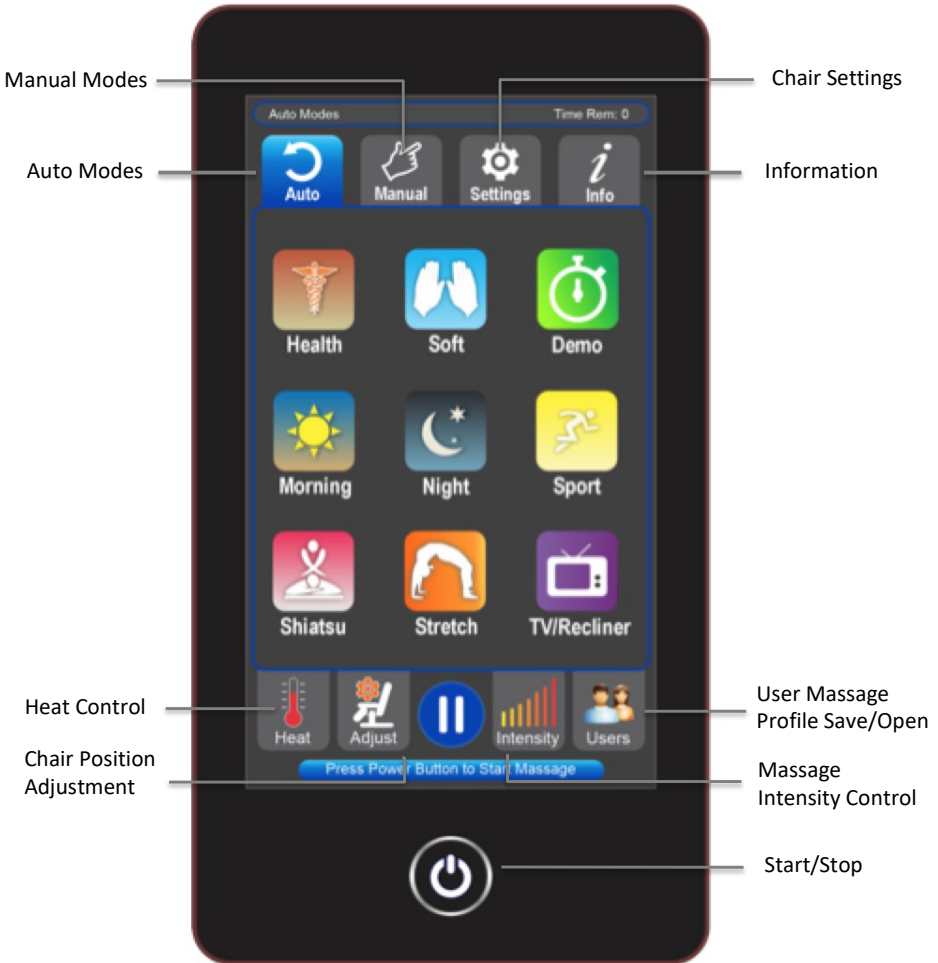 Manual Modes
Chair Settings
Auto Modes
Time Rem: 0
Auto Modes
Information
Auto
Manual
Settings
Info
Health
Soft
Demo
Morning
Night
Sport
Shiatsu
Stretch
TV/Recliner
Heat Control
User Massage
Profile Save/Open
Heat
Adjust
Intensity
Users
Chair Position
Adjustment
Press Power Button to Start Massage
Massage
Intensity Control
Start/Stop